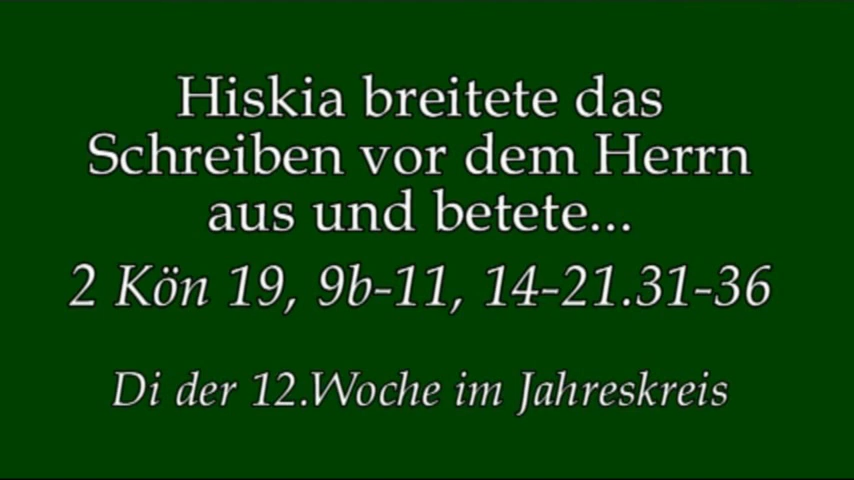 Hiskia breitete das
Schreiben vor dem Herrn
aus und betete...
2 Kön 19, 9b-11, 14-21.31-36
Di der 12.Woche im Jahreskreis